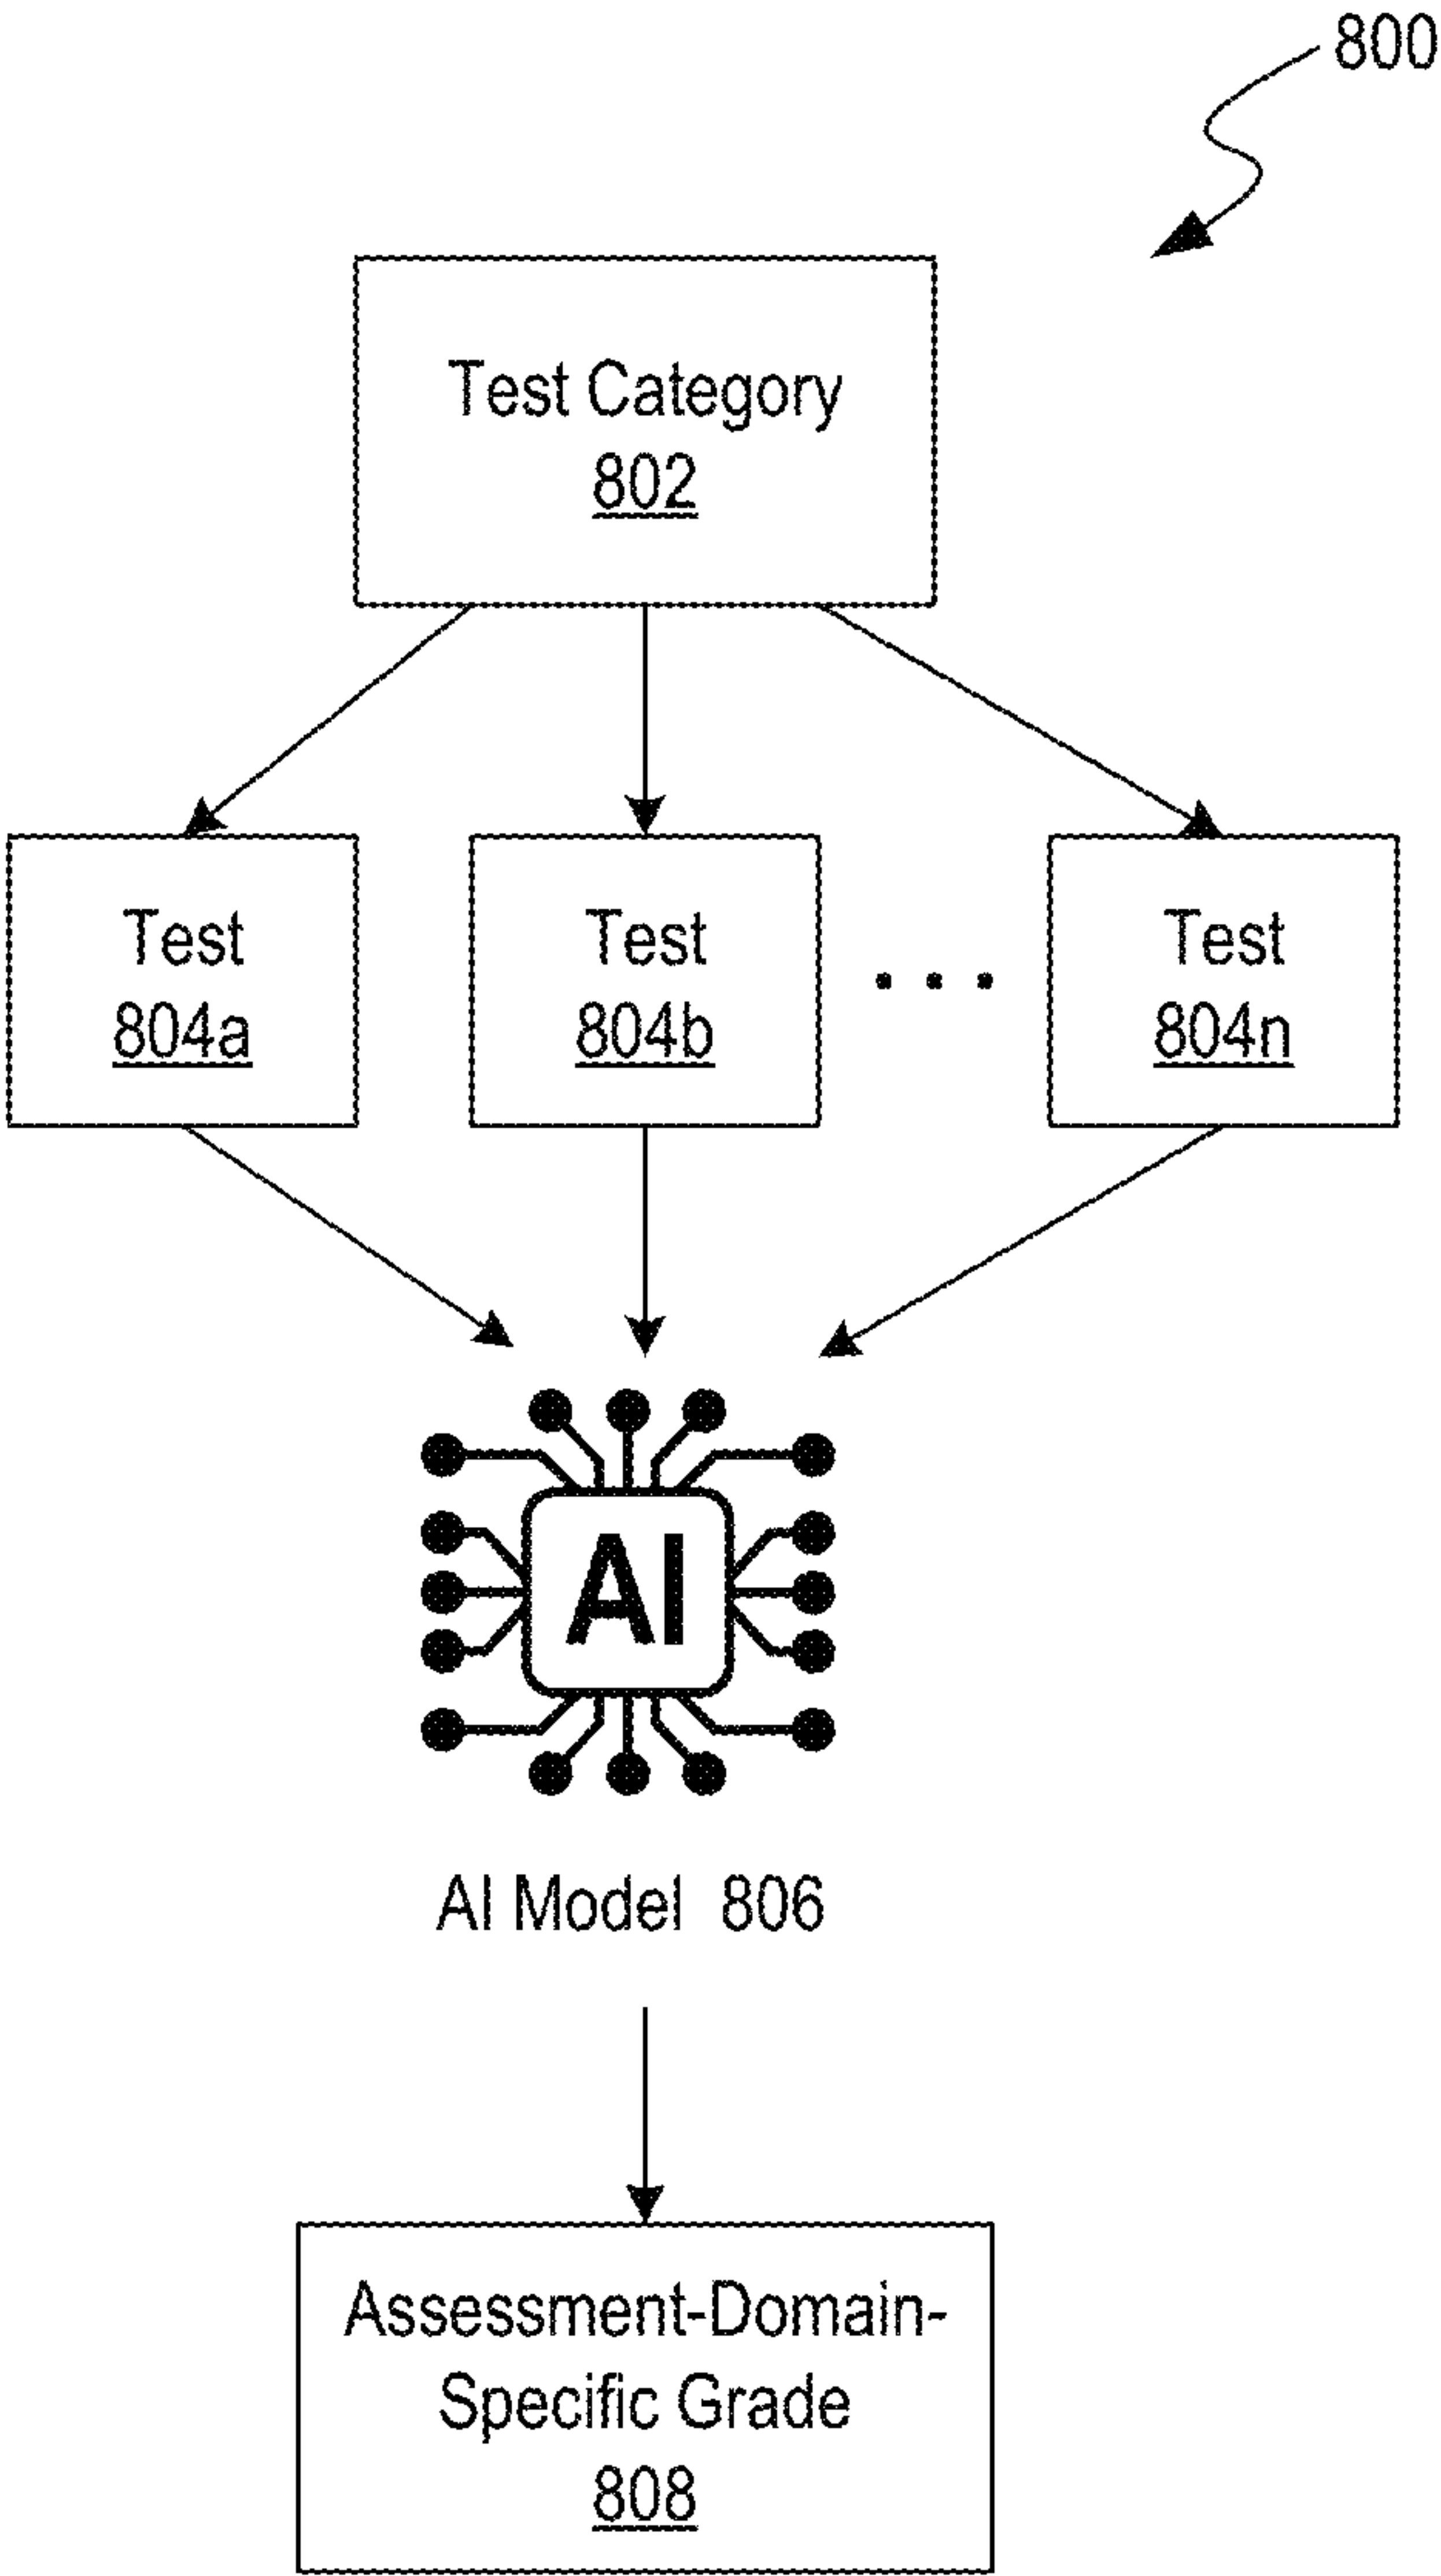 800
Test Category
802
Test
804a
Test
804b
. . .
Test
804n
AI
AI Model 806
Assessment-Domain-
Specific Grade
808